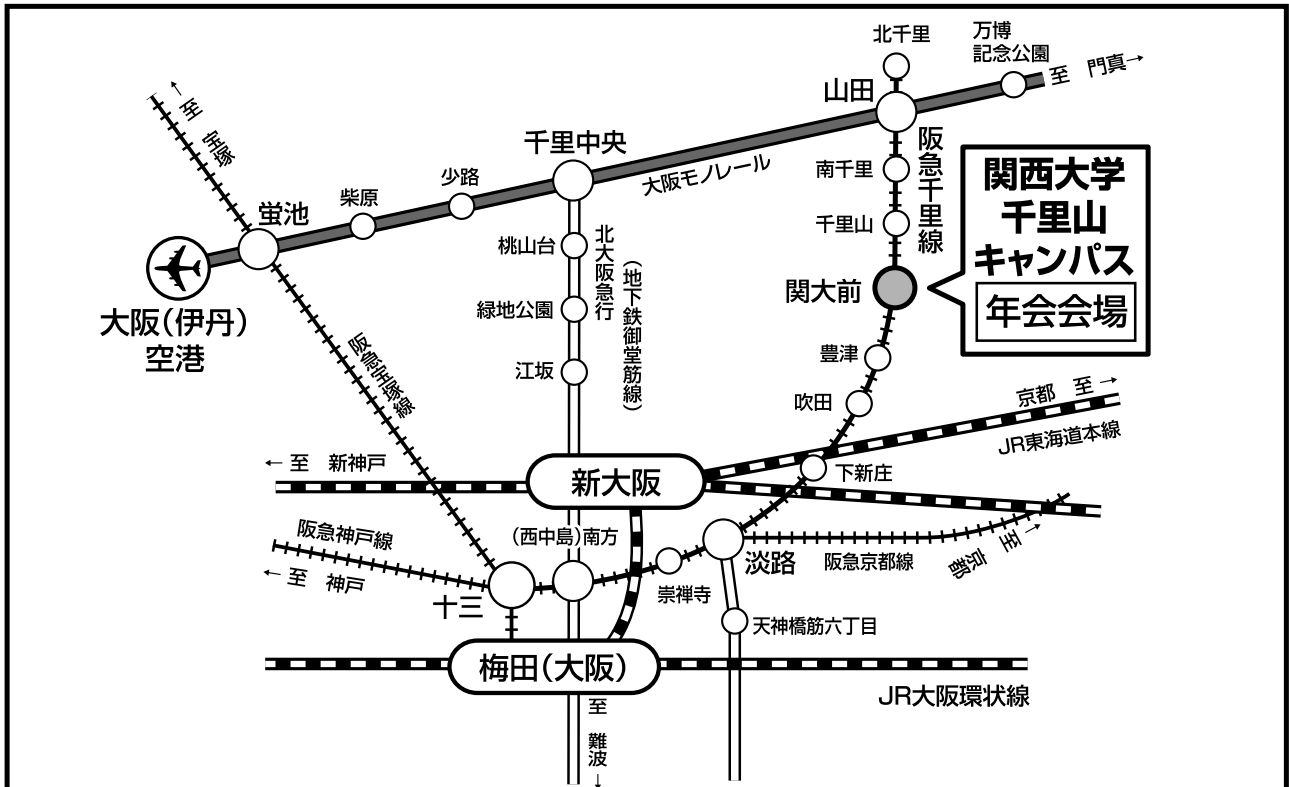 北千里
万博
記念公園
至 門真→
山田
←至 宝塚
千里中央
大阪モノレール
阪急千里線
南千里
関西大学
千里山
キャンパス
年会会場
少路
柴原
蛍池
千里山
桃山台
北大阪急行
(地下鉄御堂筋線)
関大前
緑地公園
大阪(伊丹)
空港
阪急宝塚線
豊津
江坂
吹田
京都 至→
JR東海道本線
←至 新神戸
新大阪
下新庄
阪急神戸線
(西中島)南方
淡路
阪急京都線
京都 至→
←至 神戸
十三
崇禅寺
天神橋筋六丁目
梅田(大阪)
JR大阪環状線
至 難波→